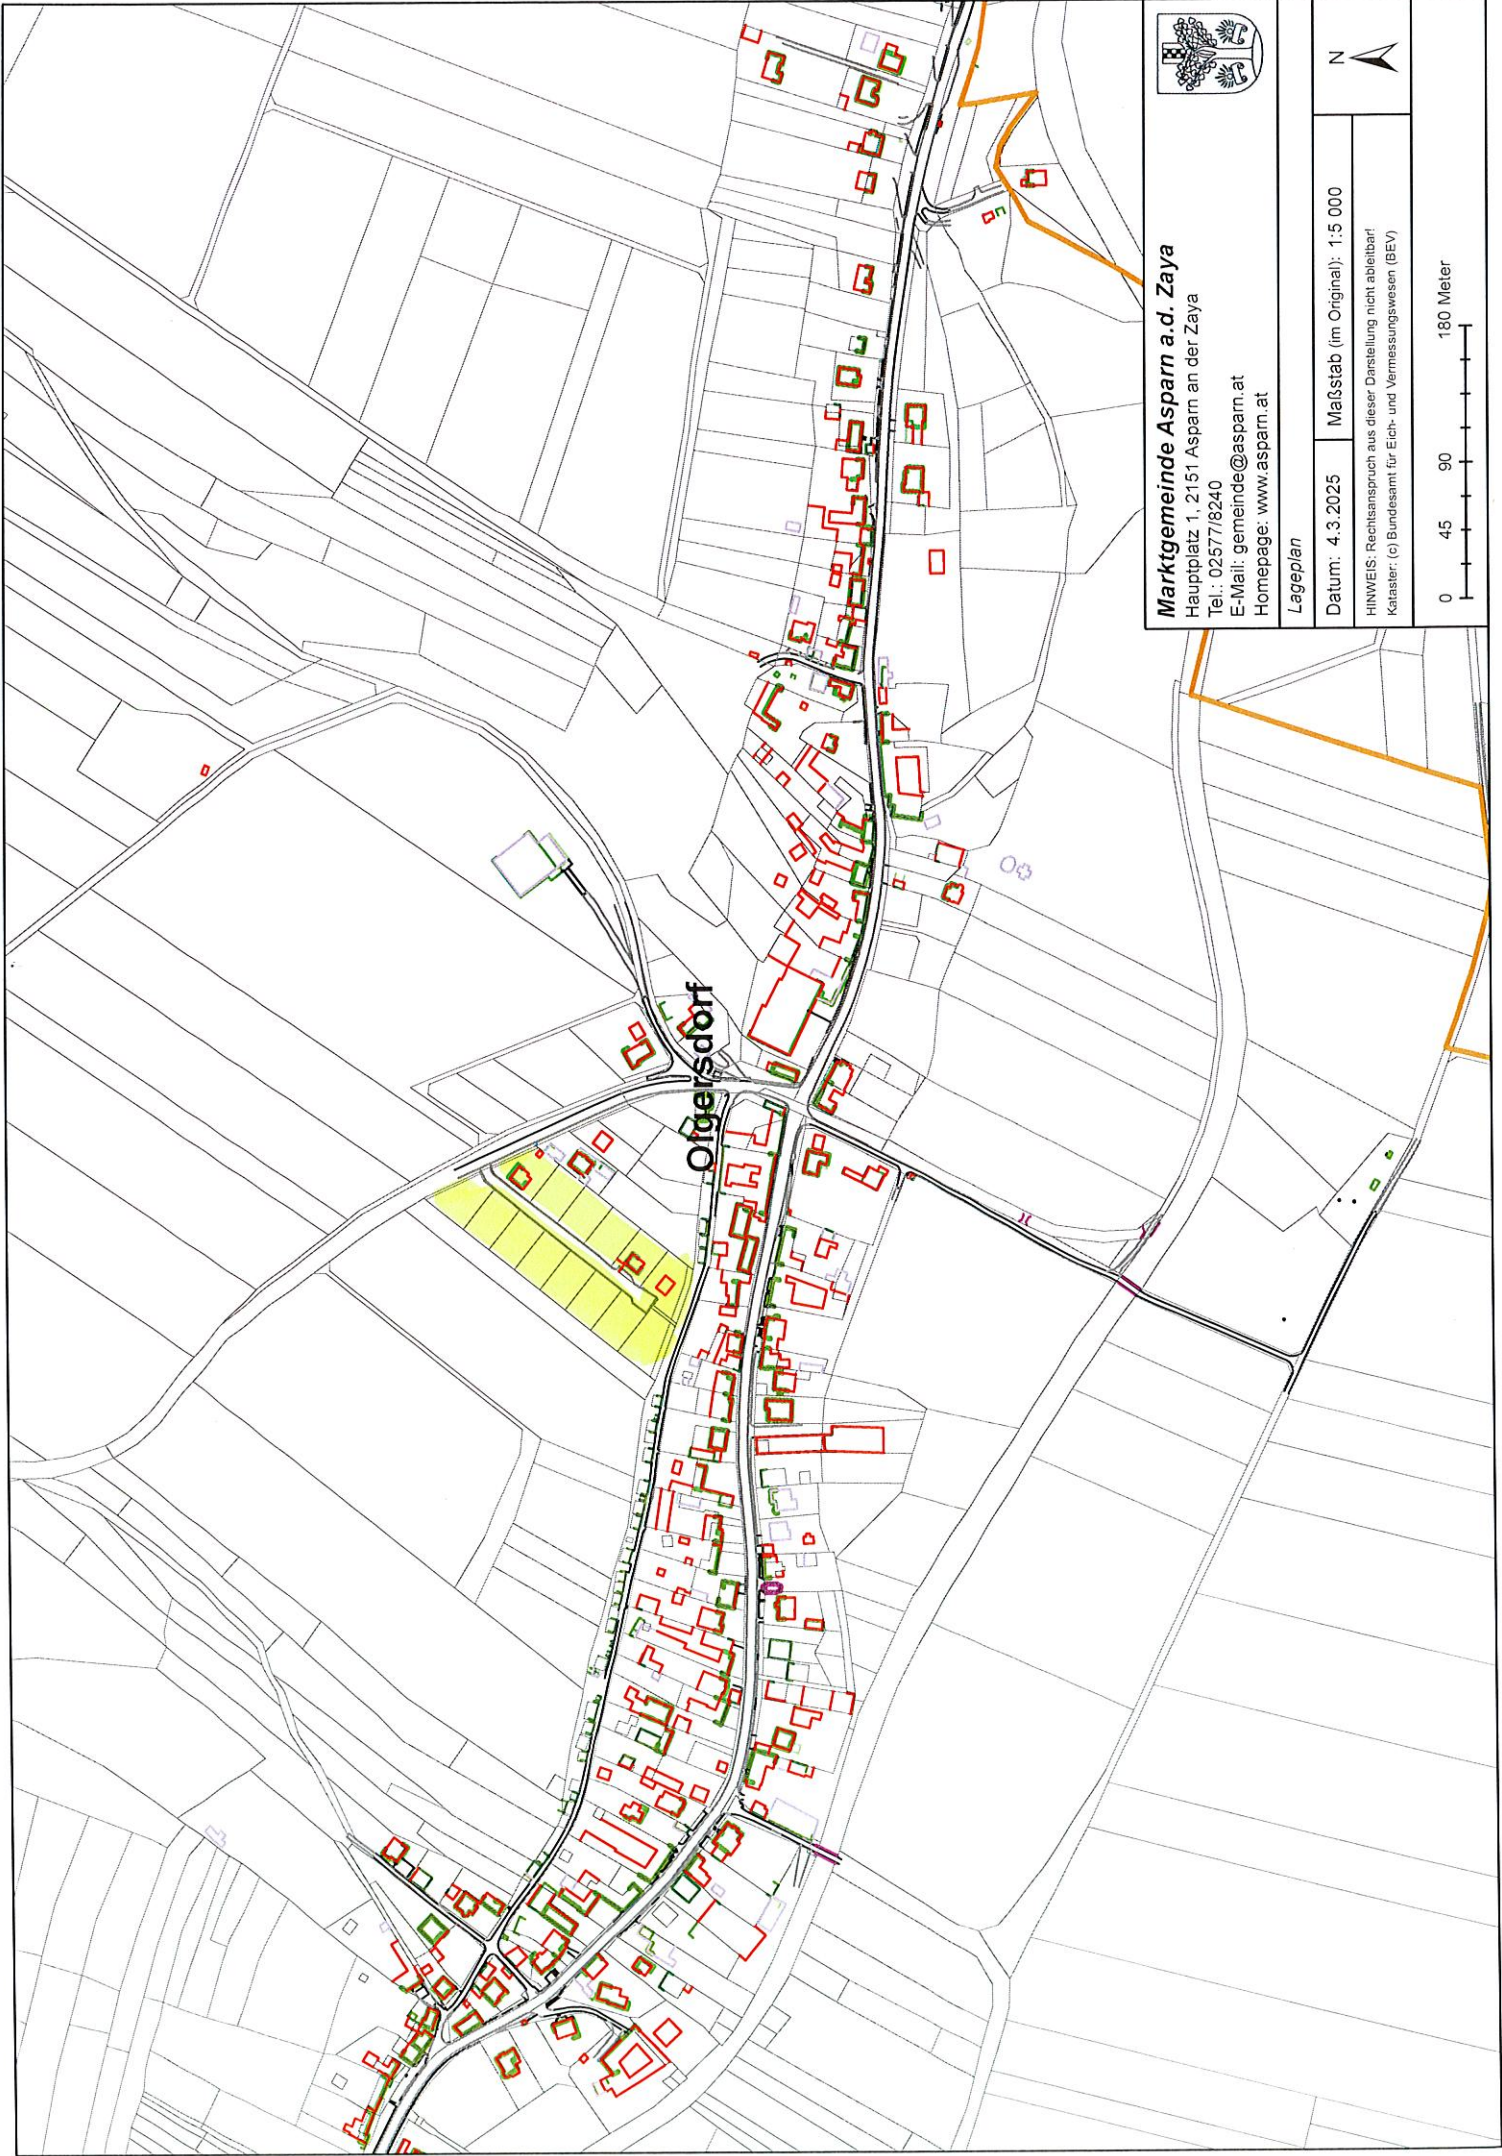 Olgersdorf
Marktgemeinde Asparn a.d. Zaya
Hauptplatz 1, 2151 Asparn an der Zaya
Tel.: 02577/8240
E-Mail: gemeinde@asparn.at
Homepage: www.asparn.at
Lageplan
Datum: 4.3.2025
Maßstab (im Original): 1:5 000
N
HINWEIS: Rechtsanspruch aus dieser Darstellung nicht ableitbar!
Kataster: (c) Bundesamt für Eich- und Vermessungswesen (BEV)
0 45 90 180 Meter